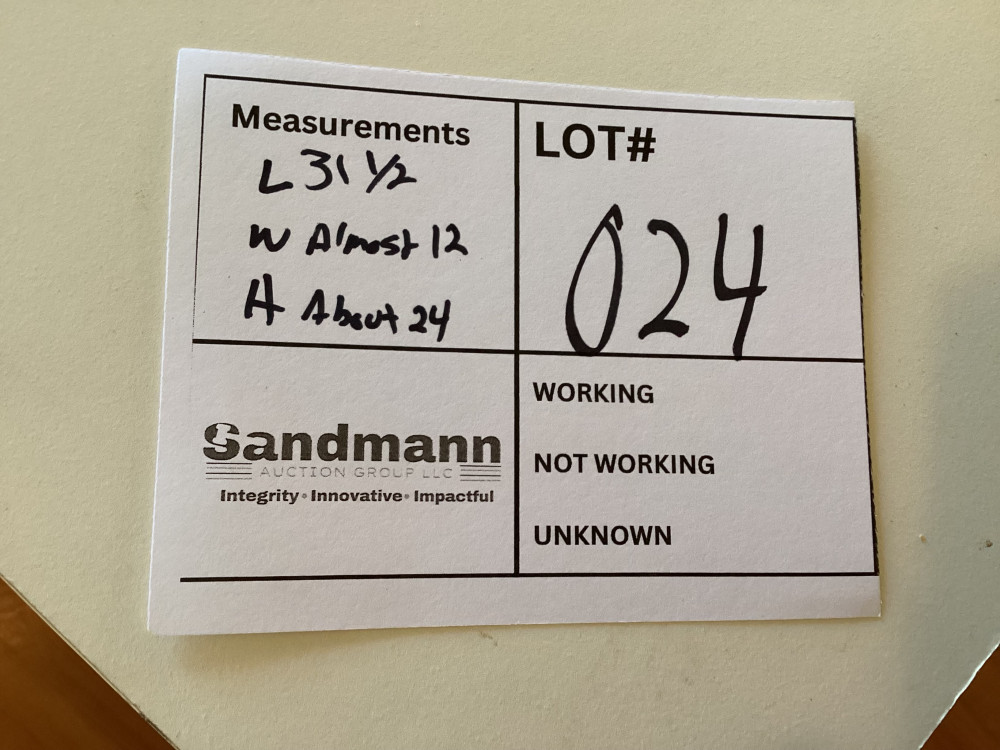 Measurements
L 31 1/2
W Almost 12
H About 24
LOT#
024
Sandmann
AUCTION GROUP LLC
Integrity • Innovative • Impactful
WORKING
NOT WORKING
UNKNOWN